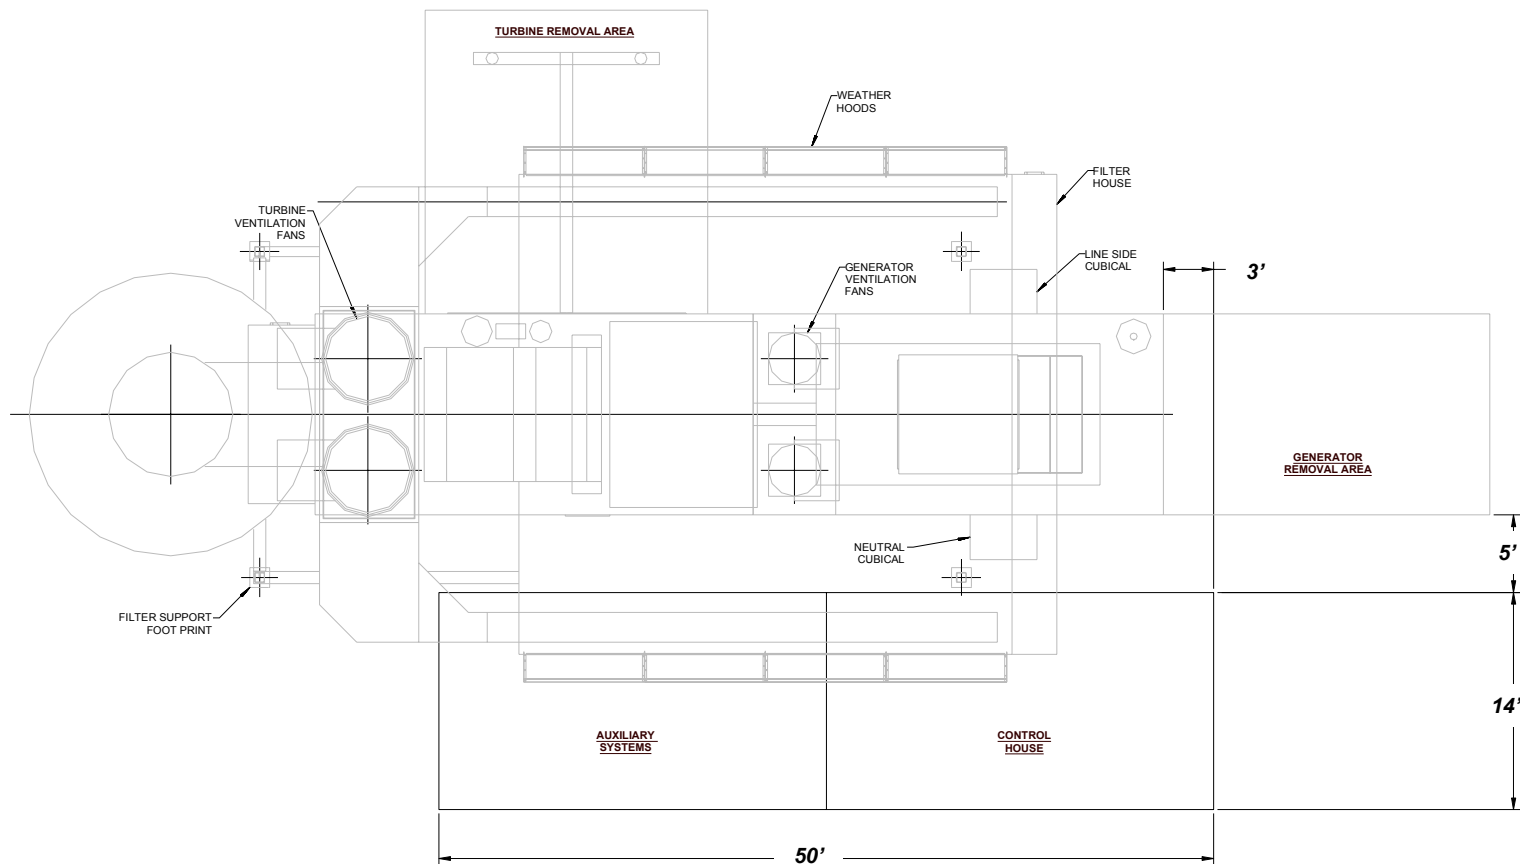 TURBINE REMOVAL AREA
WEATHER
HOODS
FILTER
HOUSE
TURBINE
VENTILATION
FANS
LINE SIDE
CUBICAL
GENERATOR
VENTILATION
FANS
3’
GENERATOR
REMOVAL AREA
NEUTRAL
CUBICAL
5’
FILTER SUPPORT
FOOT PRINT
14’
AUXILIARY
SYSTEMS
CONTROL
HOUSE
50’